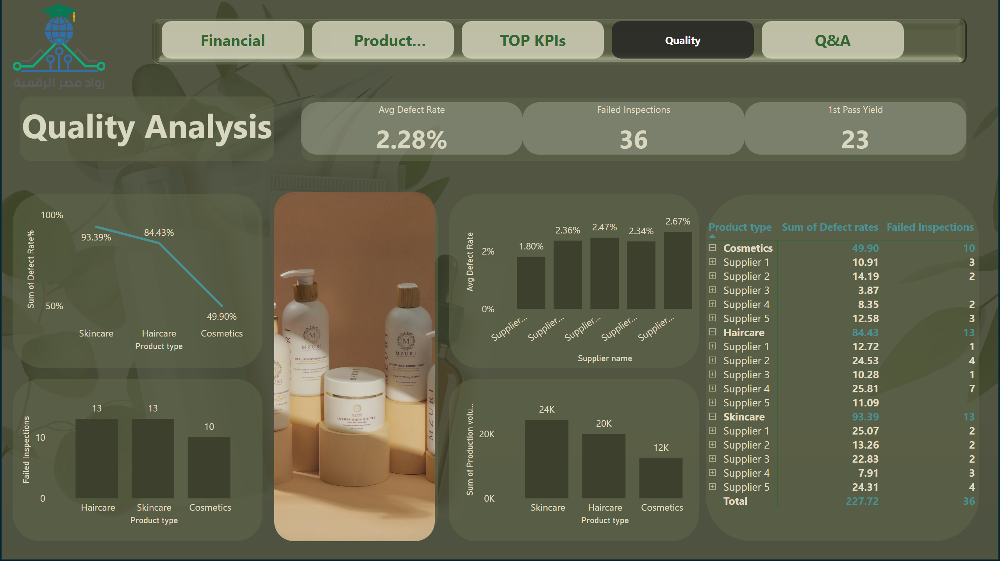 رواد مصر الرقمية
Financial
Product...
TOP KPIs
Quality
Q&A
Quality Analysis
Avg Defect Rate
2.28%
Failed Inspections
36
1st Pass Yield
23
Sum of Defect Rate%
100%
50%
93.39%
84.43%
49.90%
Skincare Haircare Cosmetics
Product type
Failed Inspections
10
0
13 13 10
Haircare Skincare Cosmetics
Product type
MZURI
MZURI
REAL LUXURY BODY WASH
MZURI
MZURI
REVITALIZING CONDITIONER
Shea + Honey
MZURI
MZURI
LUXURY BODY BUTTER
MZURI
Avg Defect Rate
2%
0%
1.80% 2.36% 2.47% 2.34% 2.67%
Supplier... Supplier... Supplier... Supplier... Supplier...
Supplier name
Sum of Production volu...
20K
0K
24K 20K 12K
Skincare Haircare Cosmetics
Product type
Product type Sum of Defect rates Failed Inspections
Cosmetics 49.90 10
Supplier 1 10.91 3
Supplier 2 14.19 2
Supplier 3 3.87
Supplier 4 8.35 2
Supplier 5 12.58 3
Haircare 84.43 13
Supplier 1 12.72 1
Supplier 2 24.53 4
Supplier 3 10.28 1
Supplier 4 25.81 7
Supplier 5 11.09
Skincare 93.39 13
Supplier 1 25.07 2
Supplier 2 13.26 2
Supplier 3 22.83 2
Supplier 4 7.91 3
Supplier 5 24.31 4
Total 227.72 36